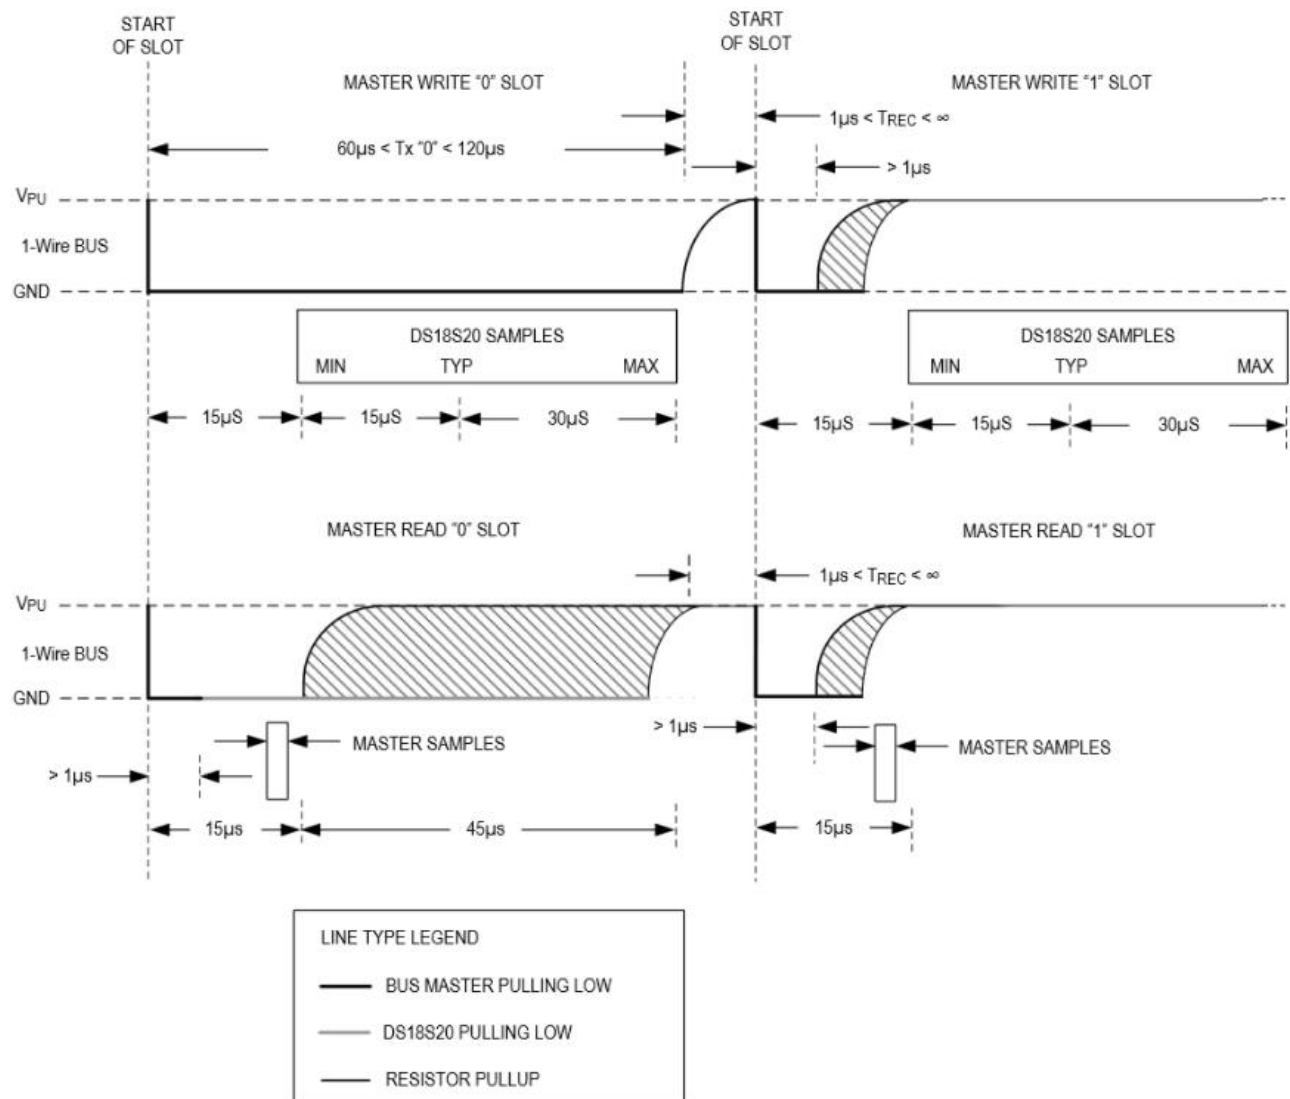 START
OF SLOT
START
OF SLOT
MASTER WRITE "0" SLOT
MASTER WRITE "1" SLOT
1µs < TREC < ∞
60µs < Tx "0" < 120µs
> 1µs
VPU
1-Wire BUS
GND
DS18S20 SAMPLES
MIN TYP MAX
DS18S20 SAMPLES
MIN TYP MAX
15µS 15µS 30µS
15µS 15µS 30µS
MASTER READ "0" SLOT
MASTER READ "1" SLOT
1µs < TREC < ∞
VPU
1-Wire BUS
GND
> 1µs
MASTER SAMPLES
MASTER SAMPLES
> 1µs
15µs 45µs
15µs
LINE TYPE LEGEND
BUS MASTER PULLING LOW
DS18S20 PULLING LOW
RESISTOR PULLUP